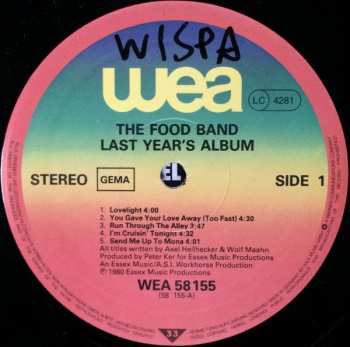 WISPA
wea
LC 4281
THE FOOD BAND
LAST YEAR'S ALBUM
STEREO GEMA SIDE 1
EL
1. Lovelight 4:00
2. You Gave Your Love Away (Too Fast) 4:30
3. Run Through The Alley 3:47
4. I'm Cruisin' Tonight 4:32
5. Send Me Up To Mona 4:01
All titles written by Axel Heilhecker & Wolf Maahn
Produced by Peter Ker for Essex Music Productions
An Essex Music/A.S.I. Workhorse Production
℗ 1980 Essex Music Productions
WEA 58 155
(58 155-A)
33